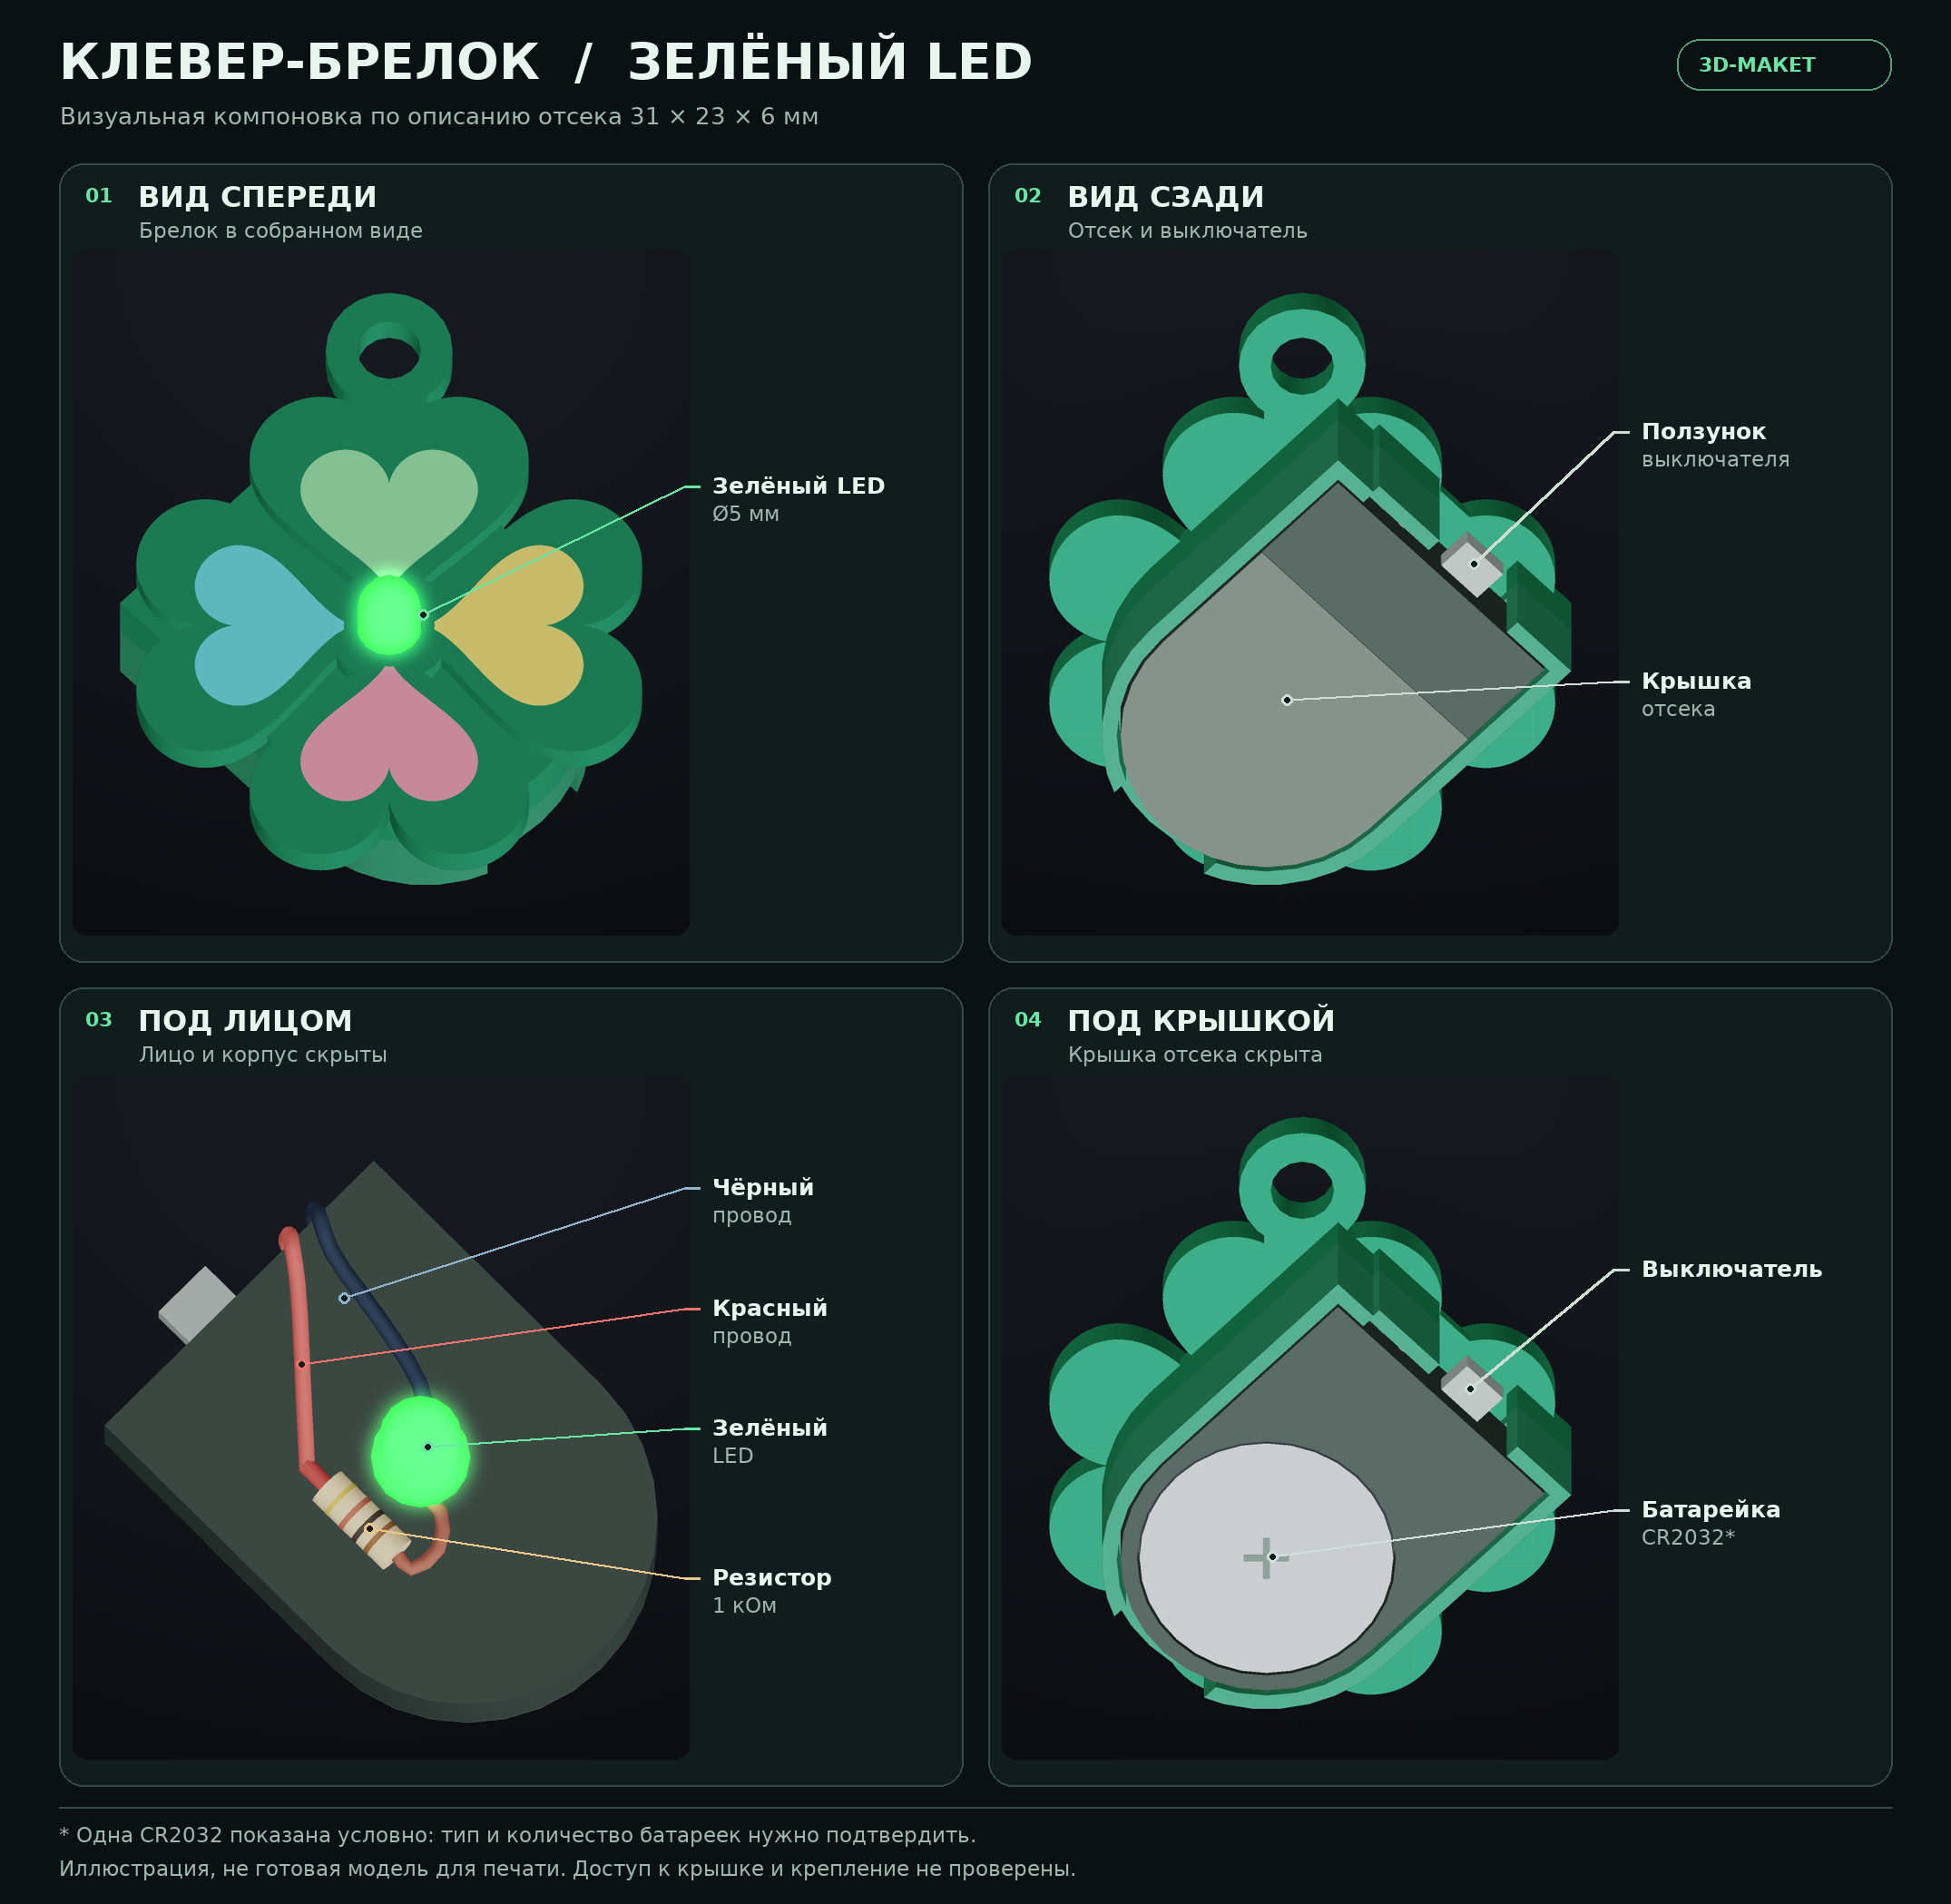 КЛЕВЕР-БРЕЛОК / ЗЕЛЁНЫЙ LED
3D-МАКЕТ
Визуальная компоновка по описанию отсека 31 × 23 × 6 мм
01 ВИД СПЕРЕДИ
Брелок в собранном виде
Зелёный LED
Ø5 мм
02 ВИД СЗАДИ
Отсек и выключатель
Ползунок
выключателя
Крышка
отсека
03 ПОД ЛИЦОМ
Лицо и корпус скрыты
Чёрный
провод
Красный
провод
Зелёный
LED
Резистор
1 кОм
04 ПОД КРЫШКОЙ
Крышка отсека скрыта
Выключатель
Батарейка
CR2032*
+
* Одна CR2032 показана условно: тип и количество батареек нужно подтвердить.
Иллюстрация, не готовая модель для печати. Доступ к крышке и крепление не проверены.